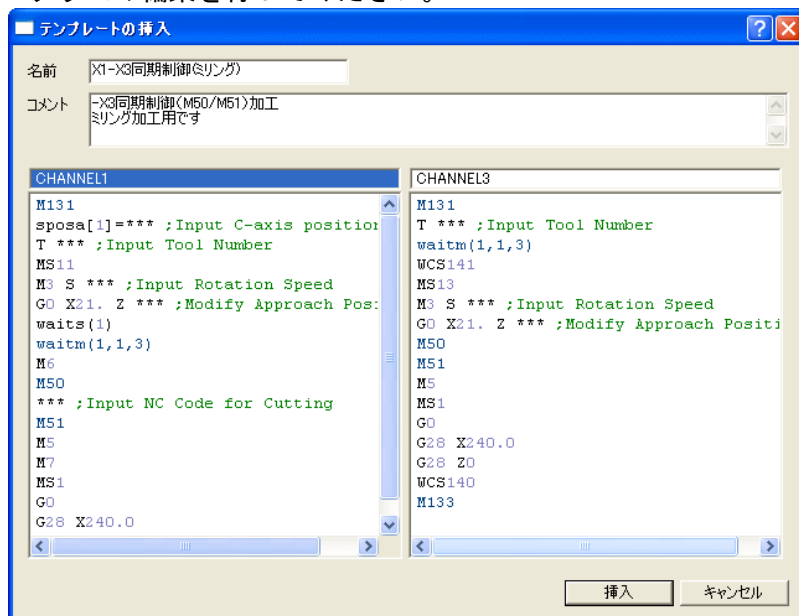 テンプレートの挿入
名前
X1-X3同期制御(ミリング)
コメント
-X3同期制御(M50/M51)加工
ミリング加工用です
CHANNEL1
M131
sposa[1]=*** ;Input C-axis position
T *** ;Input Tool Number
MS11
M3 S *** ;Input Rotation Speed
G0 X21. Z *** ;Modify Approach Pos
waits(1)
waitm(1,1,3)
M6
M50
*** ;Input NC Code for Cutting
M51
M5
M7
MS1
G0
G28 X240.0
CHANNEL3
M131
T *** ;Input Tool Number
waitm(1,1,3)
WCS141
MS13
M3 S *** ;Input Rotation Speed
G0 X21. Z *** ;Modify Approach Positi
M50
M51
M5
MS1
G0
G28 X240.0
G28 Z0
WCS140
M133
挿入
キャンセル